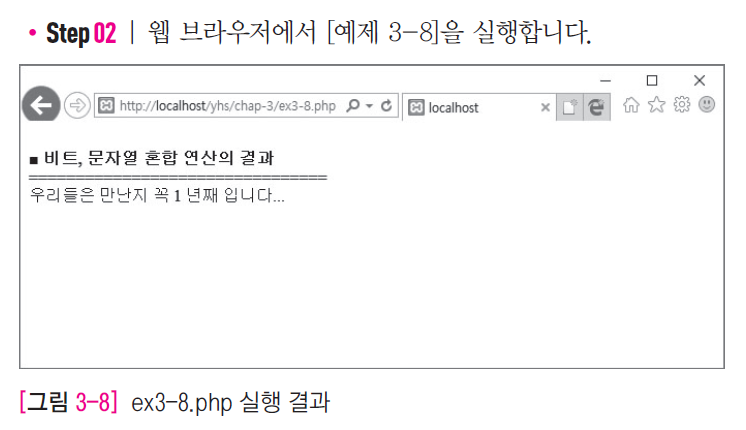 • Step 02 | 웹 브라우저에서 [예제 3-8]을 실행합니다.
http://localhost/yhs/chap-3/ex3-8.php
localhost
■ 비트, 문자열 혼합 연산의 결과
================================
우리들은 만난지 꼭 1 년째 입니다...
[그림 3-8] ex3-8.php 실행 결과